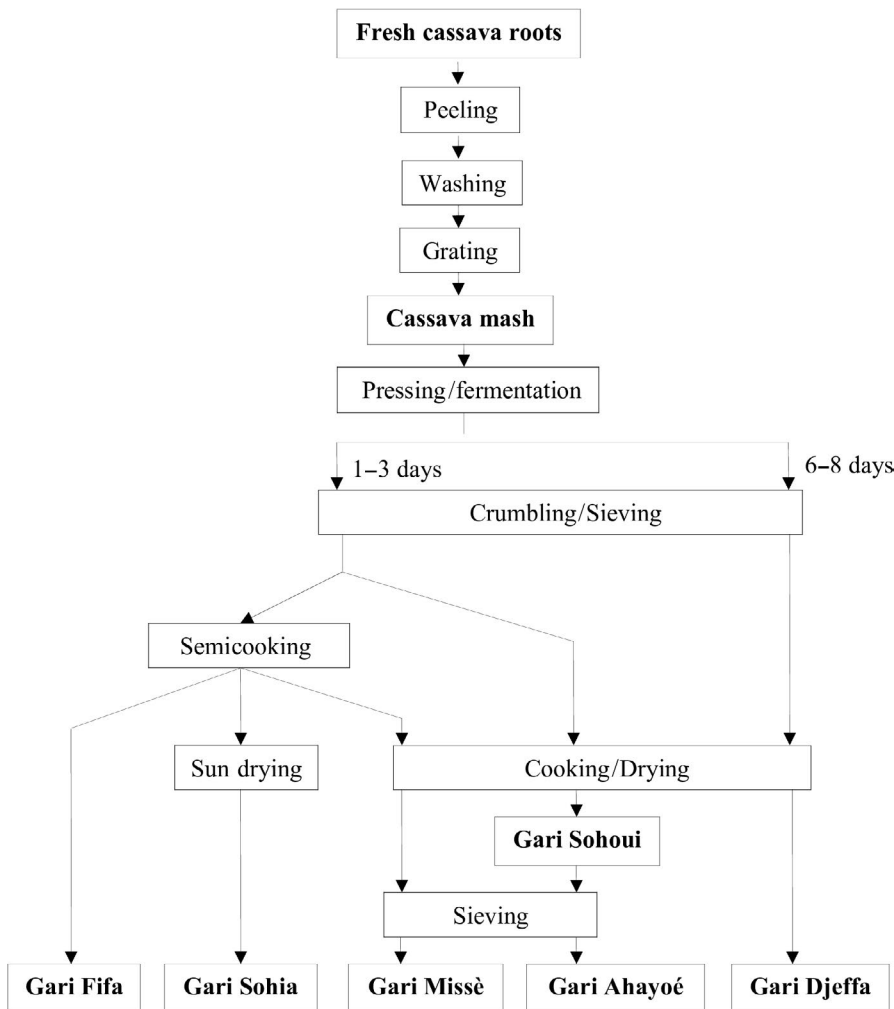 Fresh cassava roots
Peeling
Washing
Grating
Cassava mash
Pressing/fermentation
1–3 days
6–8 days
Crumbling/Sieving
Semicooking
Sun drying
Cooking/Drying
Gari Sohoui
Sieving
Gari Fifa
Gari Sohia
Gari Missè
Gari Ahayoé
Gari Djeffa